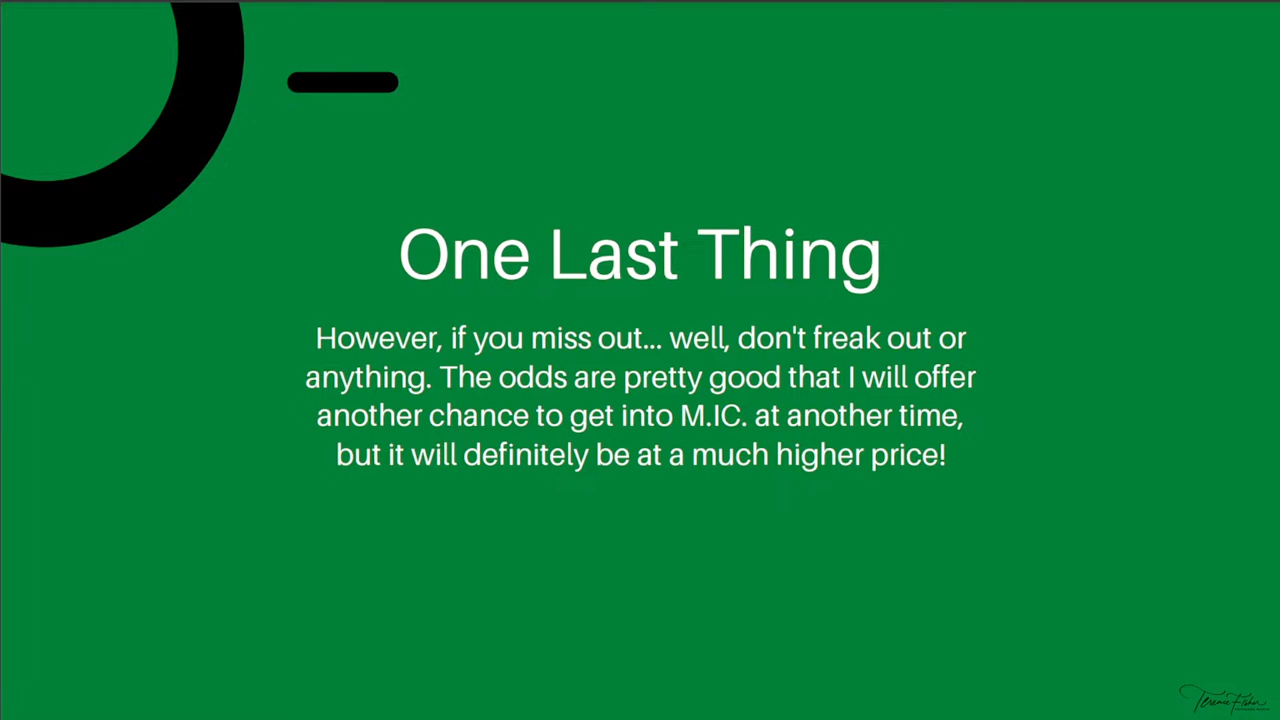 One Last Thing
However, if you miss out... well, don't freak out or
anything. The odds are pretty good that I will offer
another chance to get into M.IC. at another time,
but it will definitely be at a much higher price!
Terence Fisher